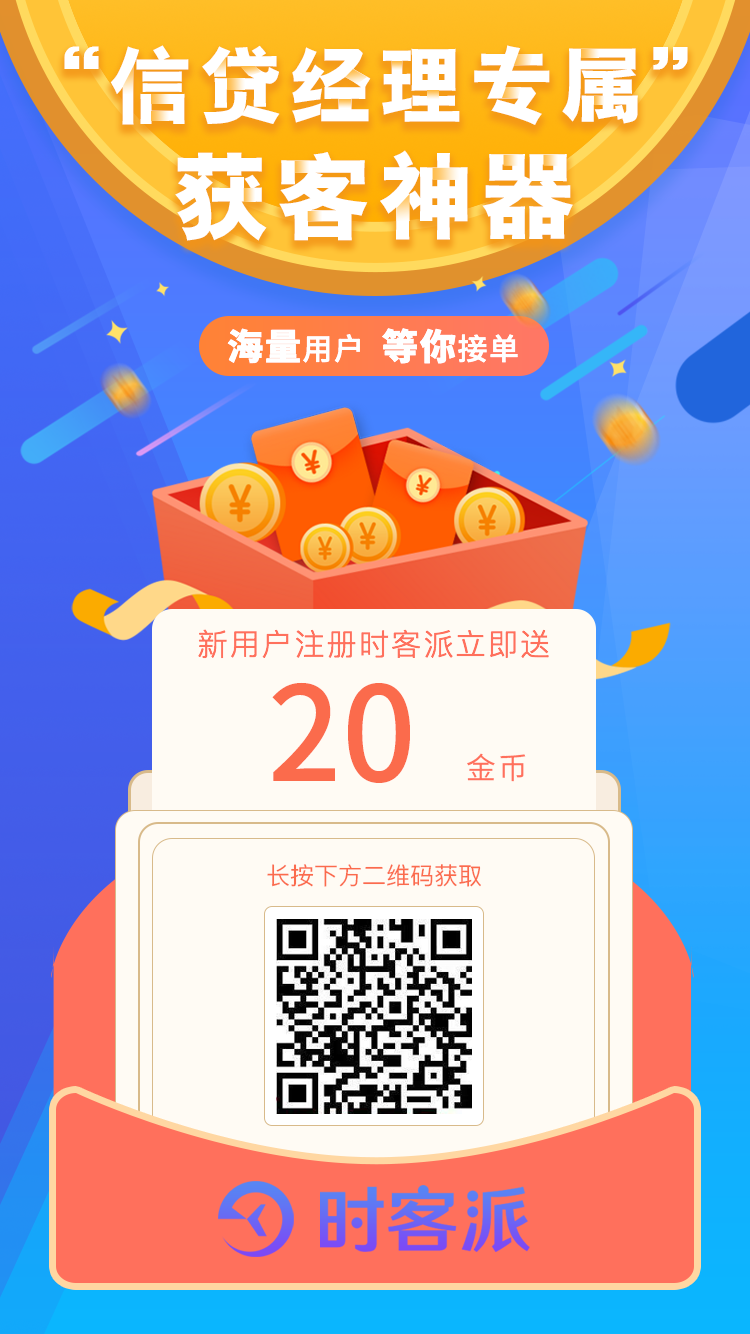 “信贷经理专属”
获客神器
海量用户 等你接单
¥ ¥
¥ ¥
¥ ¥
新用户注册时客派立即送
20 金币
长按下方二维码获取
时客派